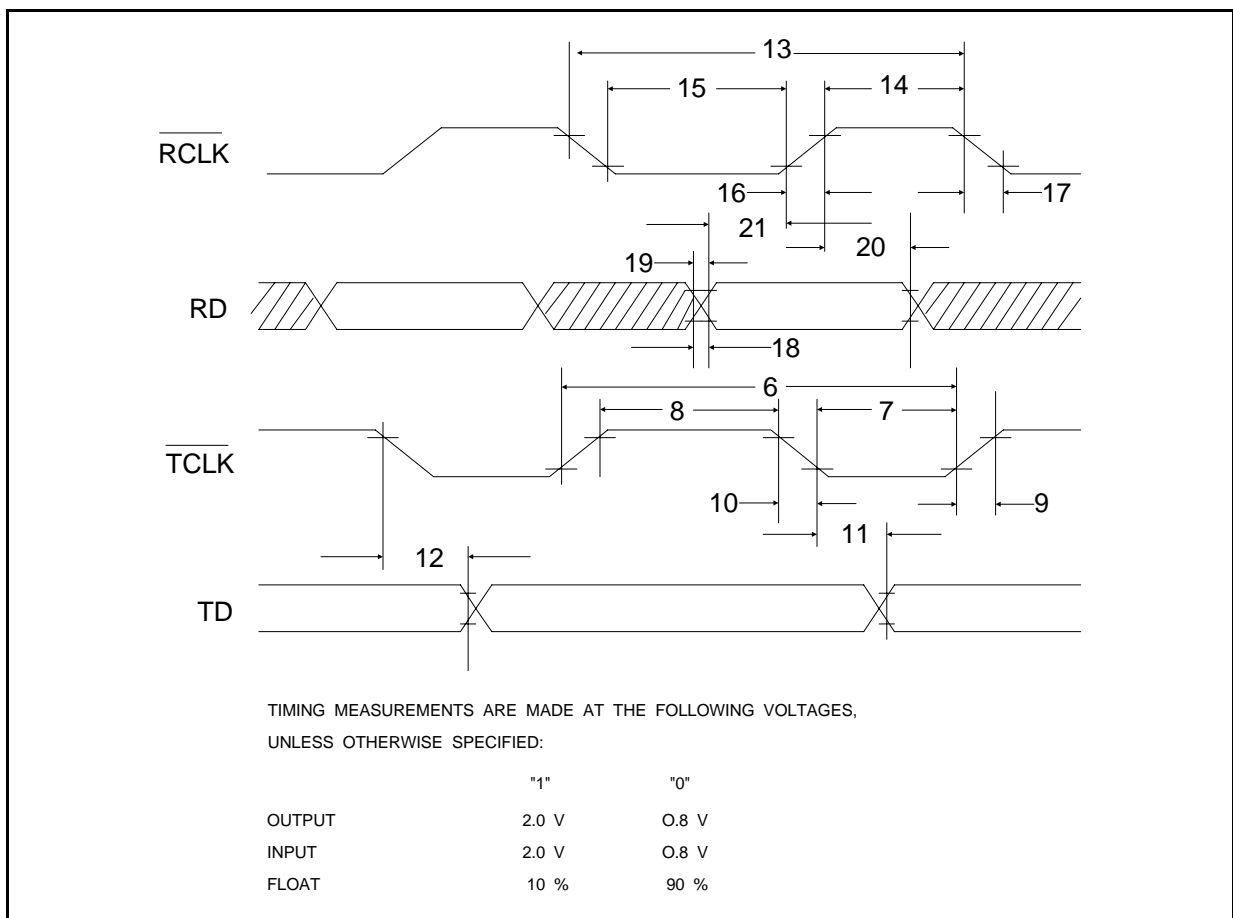 13
15
14
RCLK
16
17
21
20
19
RD
18
6
8
7
TCLK
10
9
11
12
TD
TIMING MEASUREMENTS ARE MADE AT THE FOLLOWING VOLTAGES,
UNLESS OTHERWISE SPECIFIED:
"1" "0"
OUTPUT 2.0 V O.8 V
INPUT 2.0 V O.8 V
FLOAT 10 % 90 %